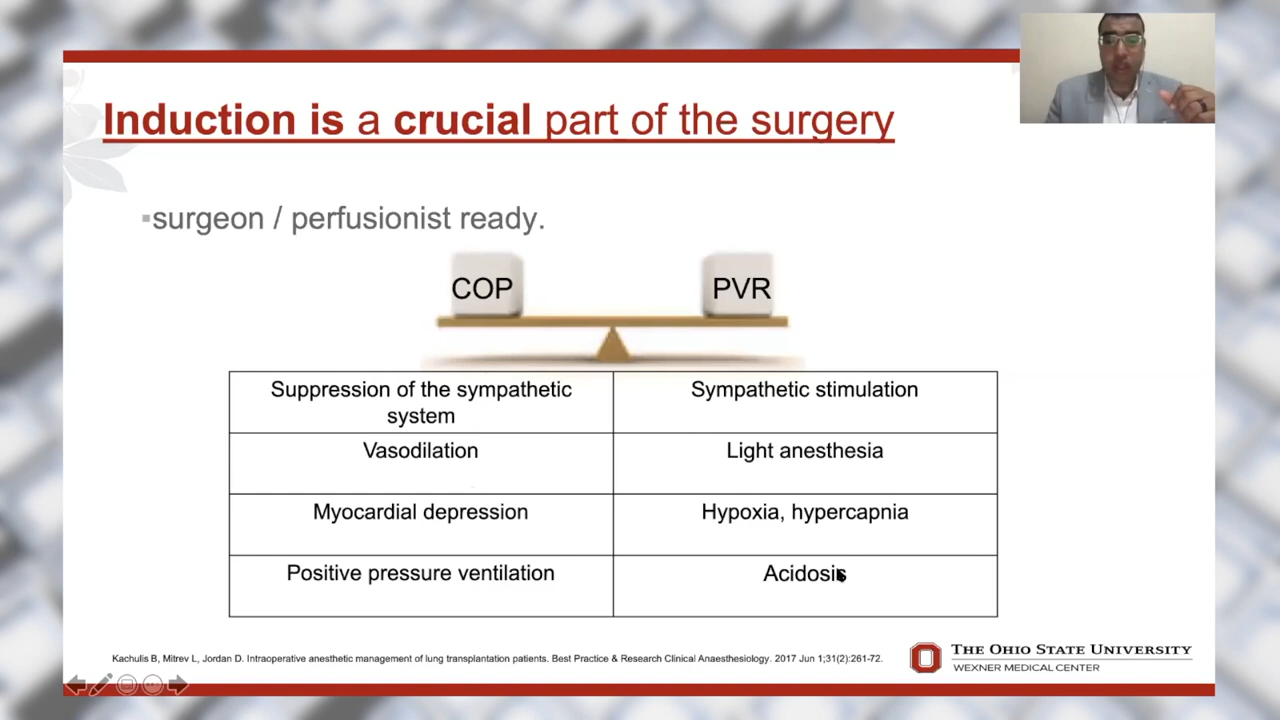 Induction is a crucial part of the surgery
▪surgeon / perfusionist ready.
COP
PVR
Suppression of the sympathetic
system
Sympathetic stimulation
Vasodilation
Light anesthesia
Myocardial depression
Hypoxia, hypercapnia
Positive pressure ventilation
Acidosis
Kachulis B, Mitrev L, Jordan D. Intraoperative anesthetic management of lung transplantation patients. Best Practice & Research Clinical Anaesthesiology. 2017 Jun 1;31(2):261-72.
THE OHIO STATE UNIVERSITY
WEXNER MEDICAL CENTER